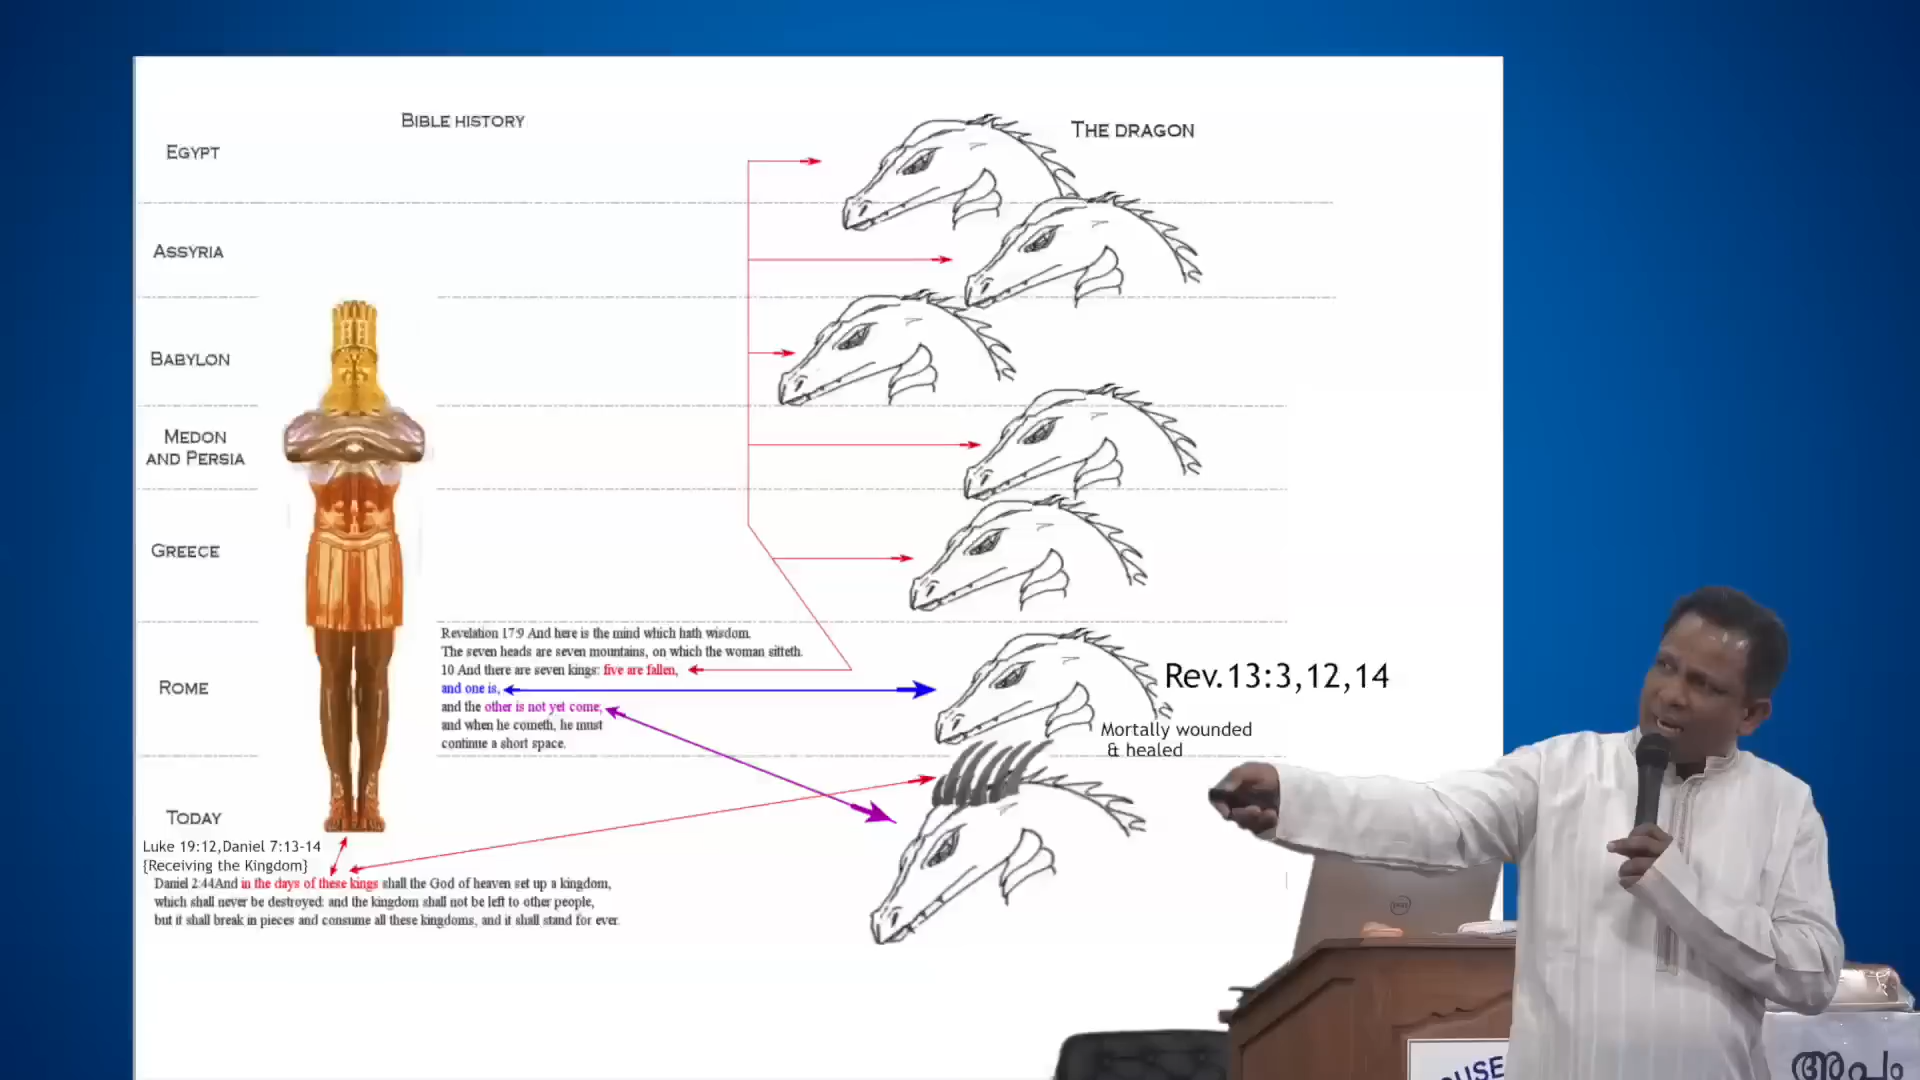 BIBLE HISTORY
THE DRAGON
EGYPT
ASSYRIA
BABYLON
MEDON
AND PERSIA
GREECE
ROME
TODAY
Revelation 17:9 And here is the mind which hath wisdom.
The seven heads are seven mountains, on which the woman sitteth.
10 And there are seven kings: five are fallen,
and one is,
and the other is not yet come;
and when he cometh, he must
continue a short space.
Rev.13:3,12,14
Mortally wounded
& healed
Luke 19:12,Daniel 7:13-14
{Receiving the Kingdom}
Daniel 2:44And in the days of these kings shall the God of heaven set up a kingdom,
which shall never be destroyed: and the kingdom shall not be left to other people,
but it shall break in pieces and consume all these kingdoms, and it shall stand for ever.
DELL